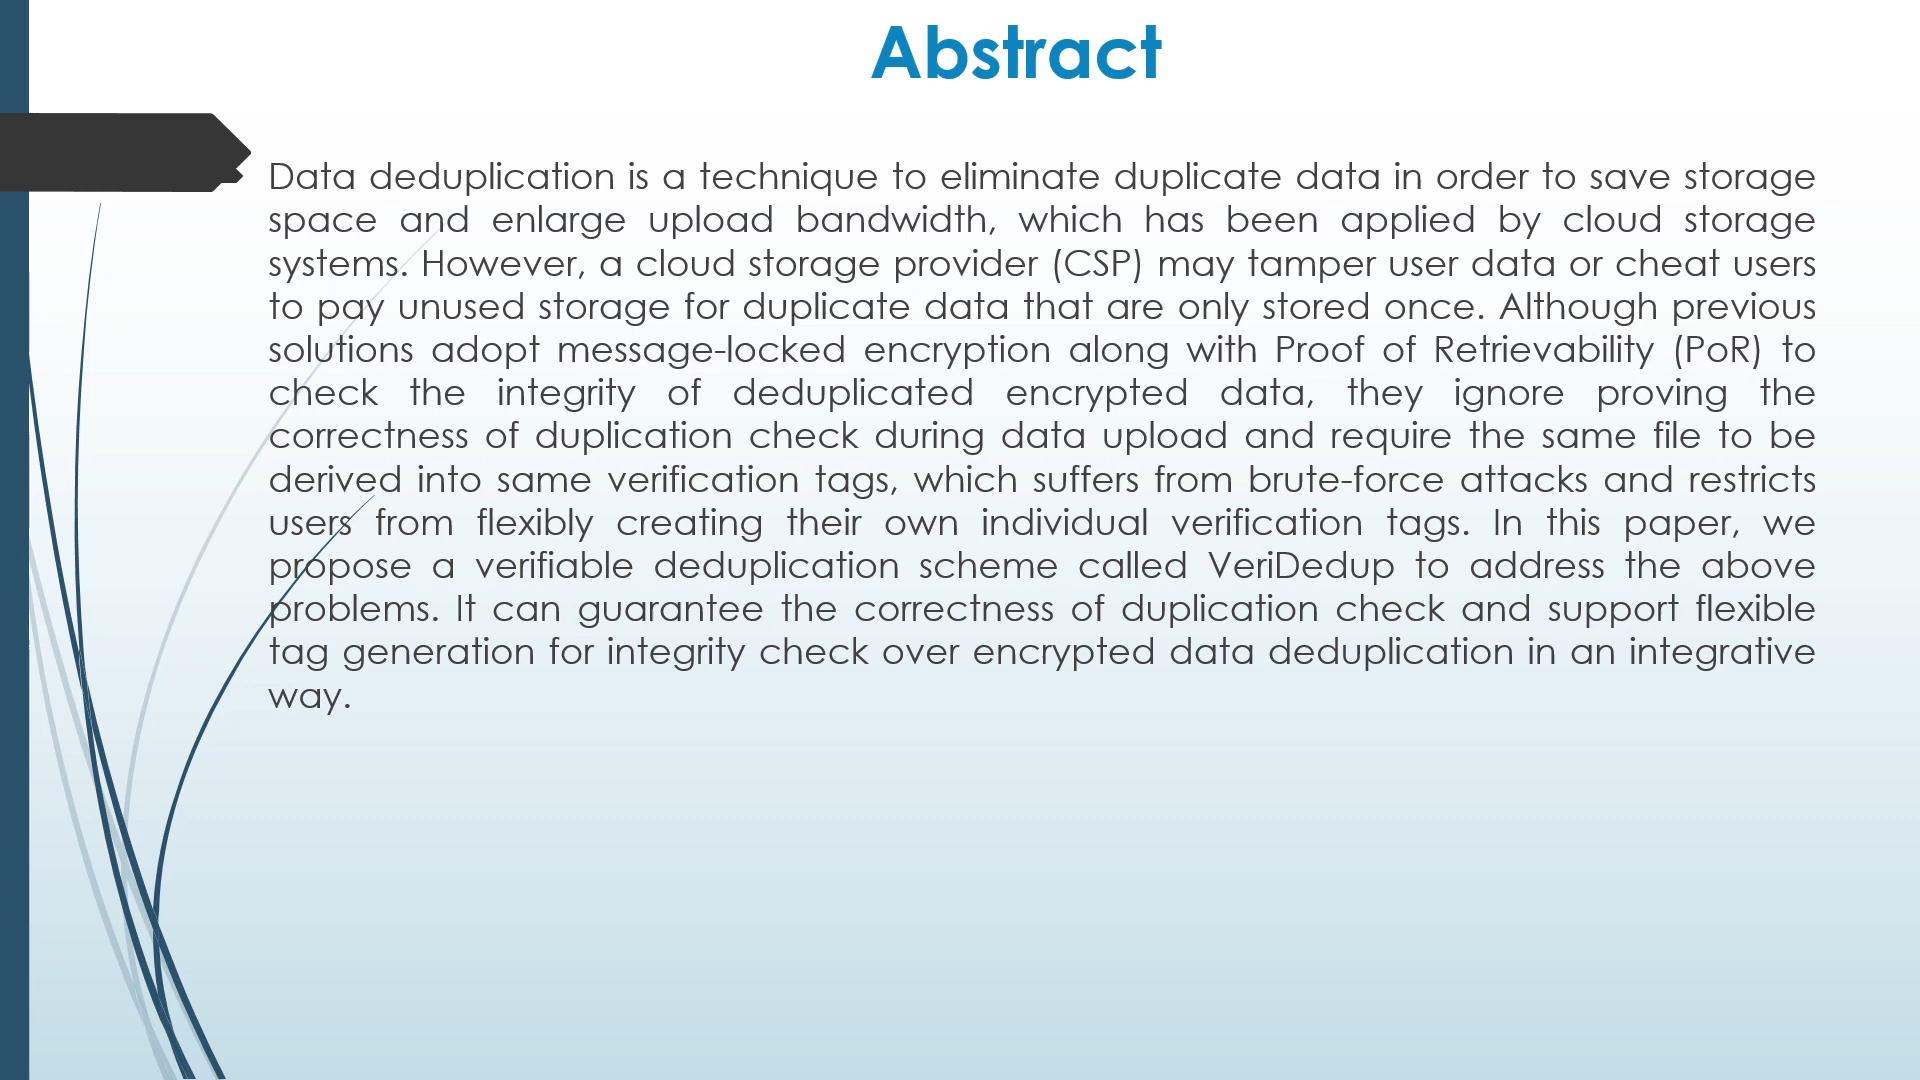 Abstract
Data deduplication is a technique to eliminate duplicate data in order to save storage
space and enlarge upload bandwidth, which has been applied by cloud storage
systems. However, a cloud storage provider (CSP) may tamper user data or cheat users
to pay unused storage for duplicate data that are only stored once. Although previous
solutions adopt message-locked encryption along with Proof of Retrievability (PoR) to
check the integrity of deduplicated encrypted data, they ignore proving the
correctness of duplication check during data upload and require the same file to be
derived into same verification tags, which suffers from brute-force attacks and restricts
users from flexibly creating their own individual verification tags. In this paper, we
propose a verifiable deduplication scheme called VeriDedup to address the above
problems. It can guarantee the correctness of duplication check and support flexible
tag generation for integrity check over encrypted data deduplication in an integrative
way.